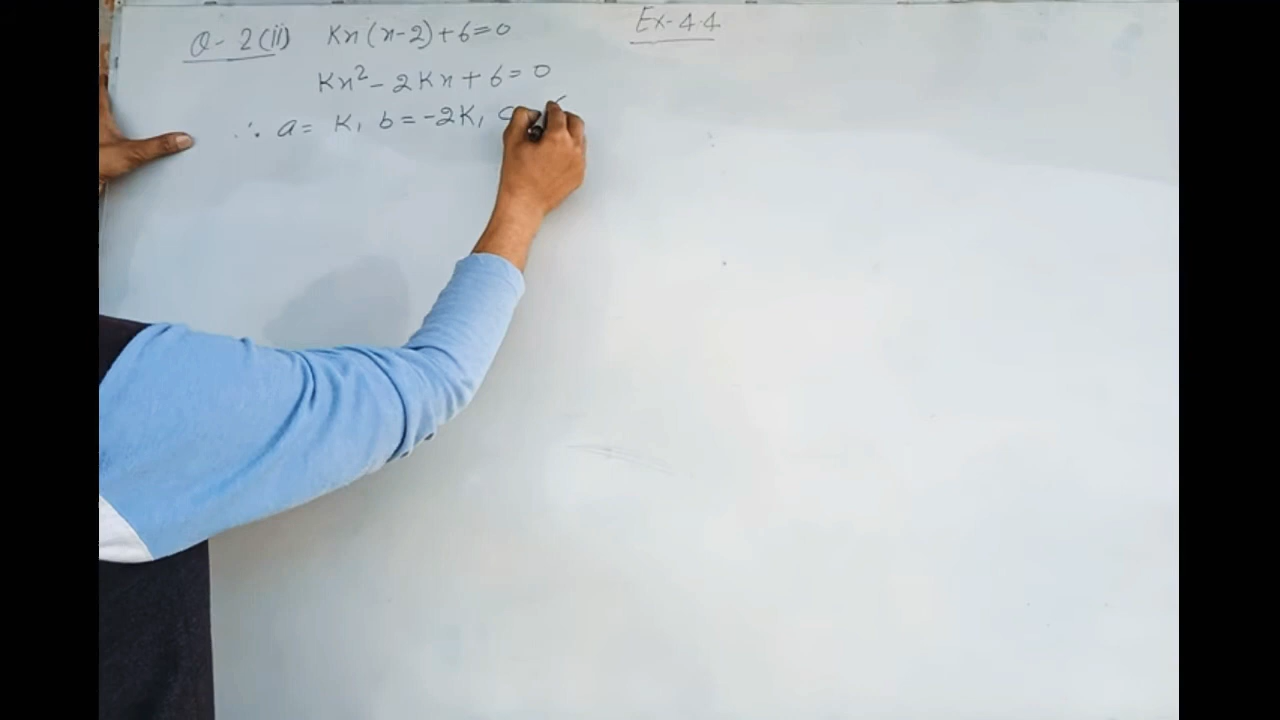 Q- 2(ii) Kx(x-2)+6=0
Ex-4.4
Kx²-2Kx+6=0
∴ a= K, b=-2K, c